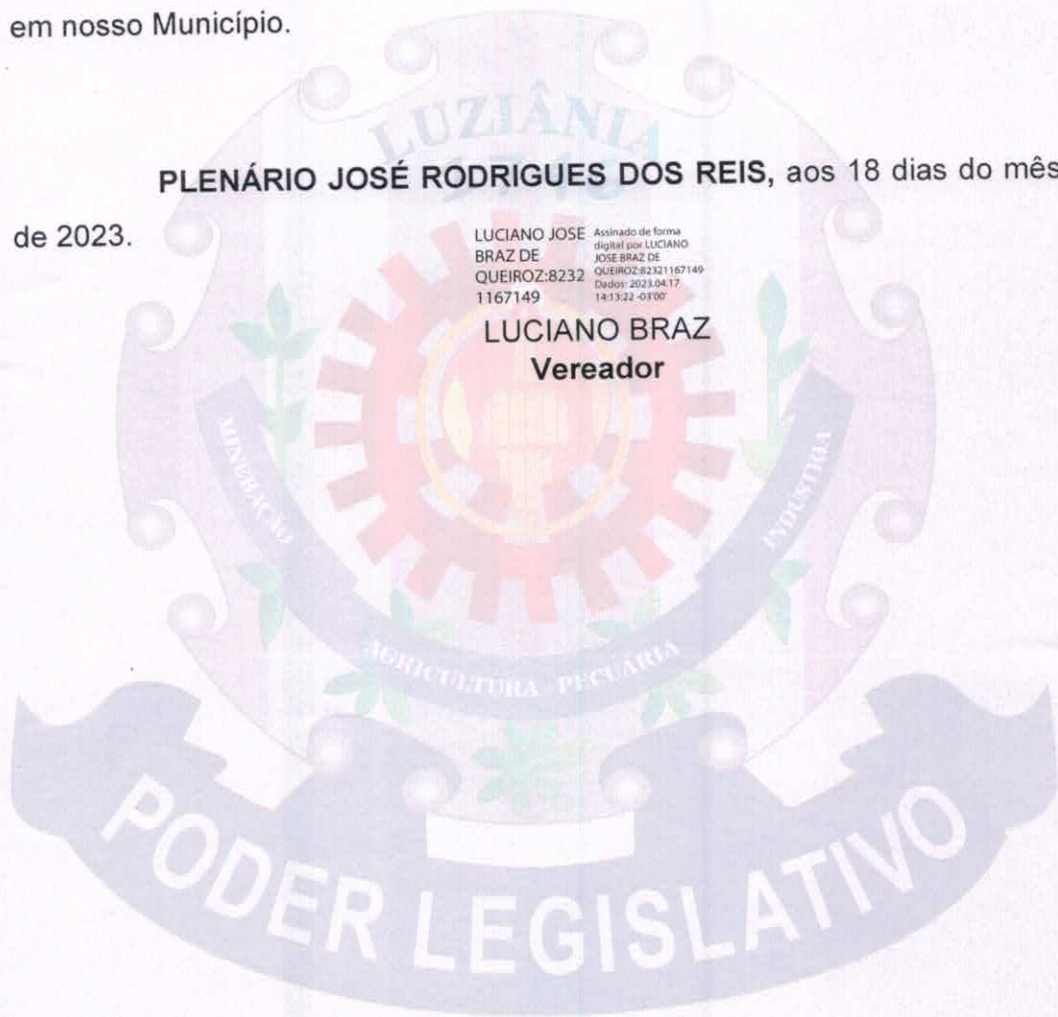 em nosso Município.
LUZIÂNIA
1746
PLENÁRIO JOSÉ RODRIGUES DOS REIS, aos 18 dias do mês
de 2023.
LUCIANO JOSE
BRAZ DE
QUEIROZ:8232
1167149
Assinado de forma
digital por LUCIANO
JOSE BRAZ DE
QUEIROZ:82321167149
Dados: 2023.04.17
14:13:22 -03'00'
LUCIANO BRAZ
Vereador
MINERAÇÃO
AGRICULTURA - PECUÁRIA
INDUSTRIA
PODER LEGISLATIVO